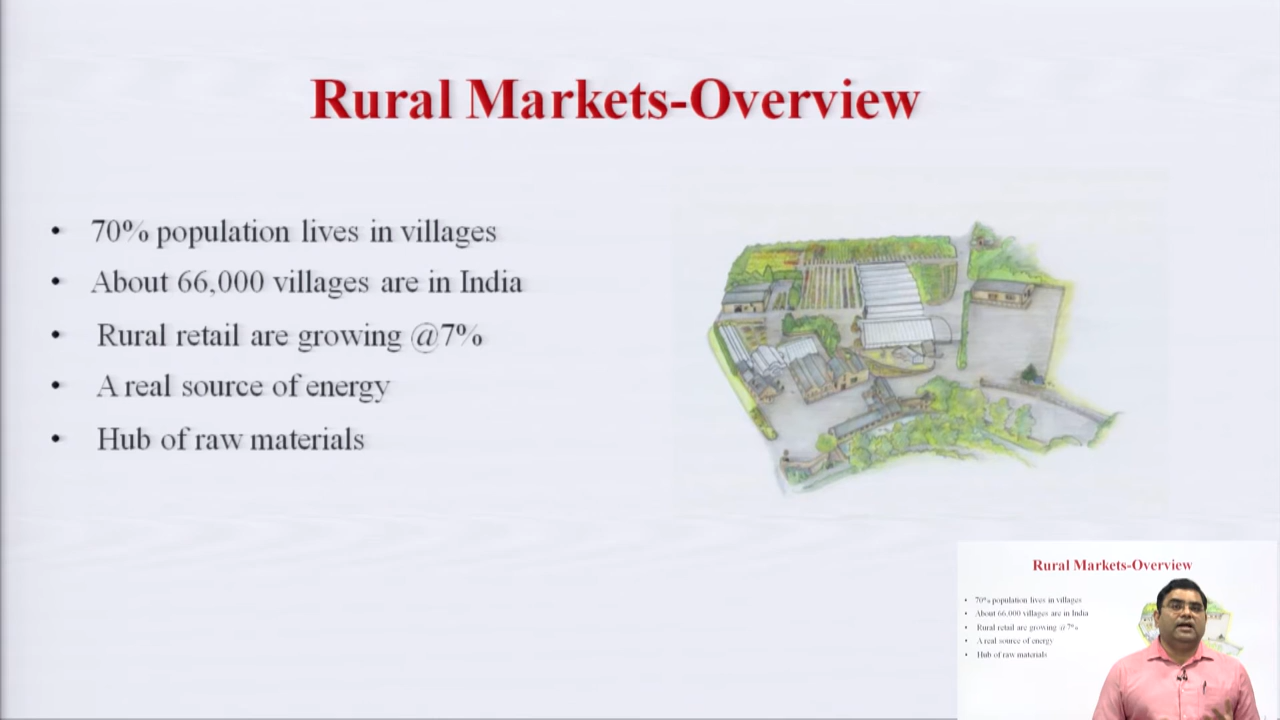 Rural Markets-Overview
• 70% population lives in villages
• About 66,000 villages are in India
• Rural retail are growing @7%
• A real source of energy
• Hub of raw materials
Rural Markets-Overview
• 70% population lives in villages
• About 66,000 villages are in India
• Rural retail are growing @7%
• A real source of energy
• Hub of raw materials